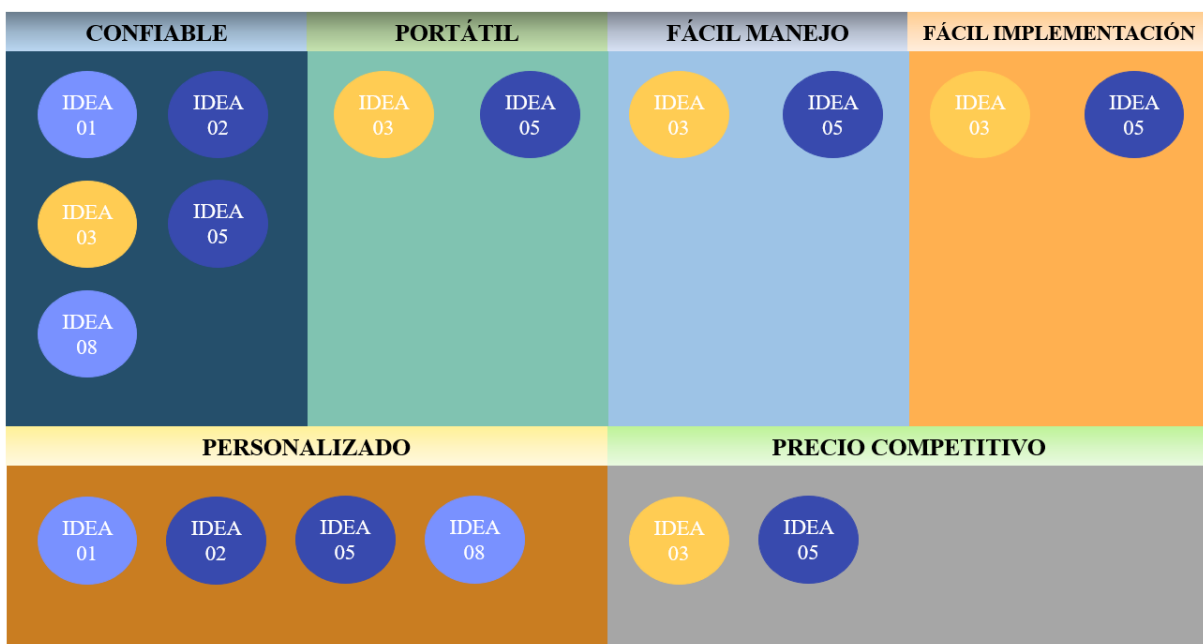 CONFIABLE
PORTÁTIL
FÁCIL MANEJO
FÁCIL IMPLEMENTACIÓN
IDEA
01
IDEA
02
IDEA
03
IDEA
05
IDEA
08
IDEA
03
IDEA
05
IDEA
03
IDEA
05
IDEA
03
IDEA
05
PERSONALIZADO
PRECIO COMPETITIVO
IDEA
01
IDEA
02
IDEA
05
IDEA
08
IDEA
03
IDEA
05